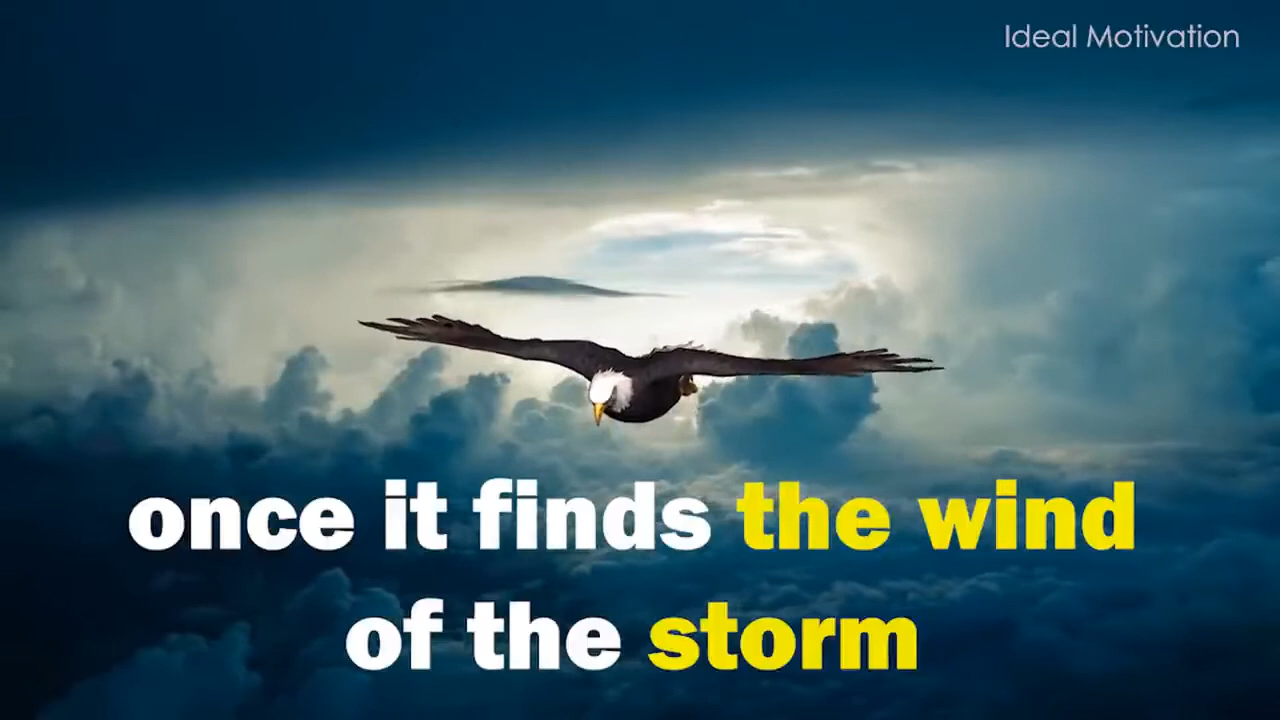 Ideal Motivation
once it finds the wind
of the storm